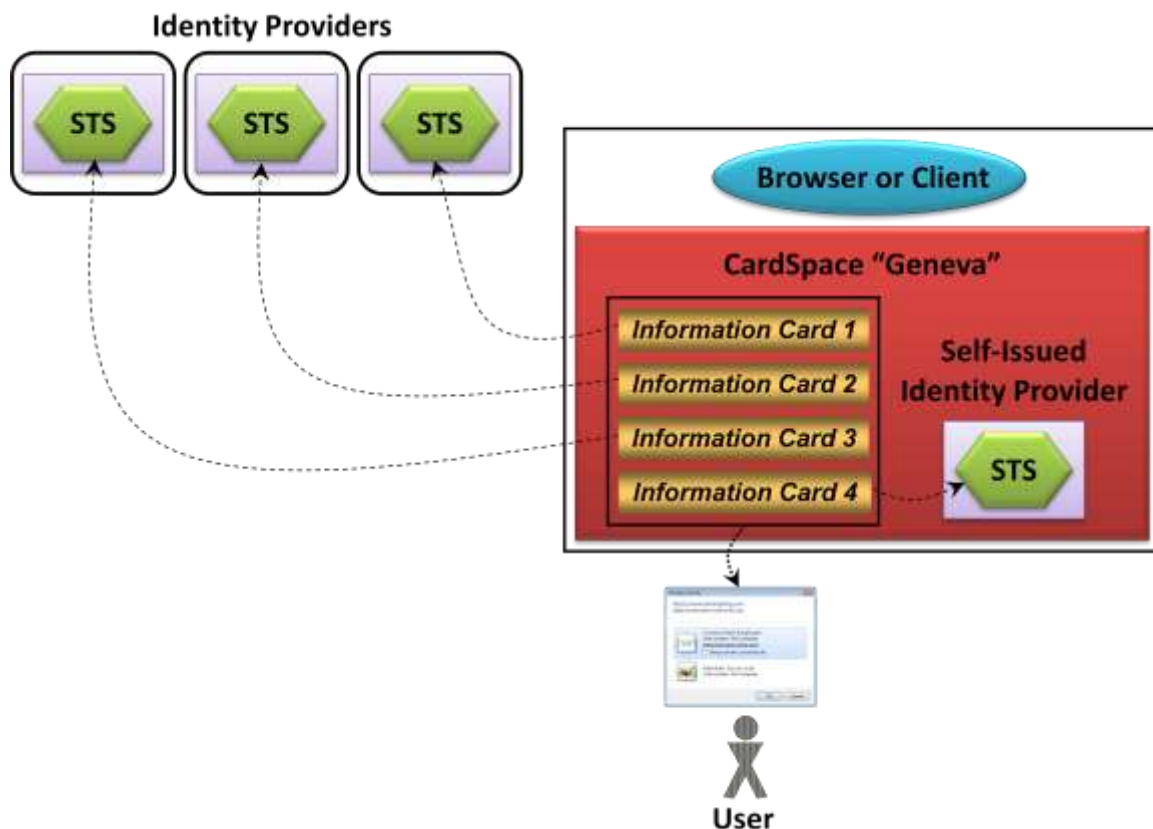 Identity Providers
STS
STS
STS
Browser or Client
CardSpace “Geneva”
Information Card 1
Information Card 2
Information Card 3
Information Card 4
Self-Issued
Identity Provider
STS
User